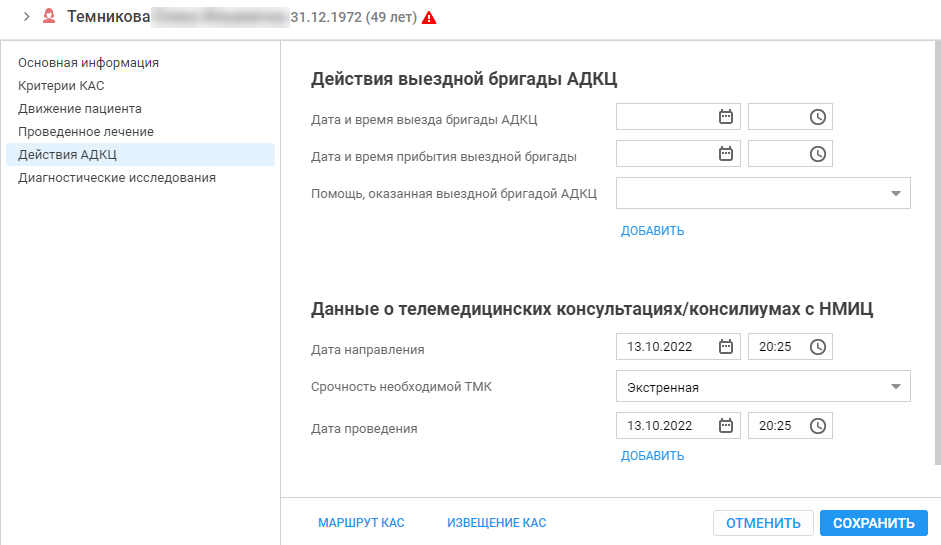 Темникова 31.12.1972 (49 лет)
Основная информация
Критерии КАС
Движение пациента
Проведенное лечение
Действия АДКЦ
Диагностические исследования
Действия выездной бригады АДКЦ
Дата и время выезда бригады АДКЦ
Дата и время прибытия выездной бригады
Помощь, оказанная выездной бригадой АДКЦ
ДОБАВИТЬ
Данные о телемедицинских консультациях/консилиумах с НМИЦ
Дата направления 13.10.2022 20:25
Срочность необходимой ТМК Экстренная
Дата проведения 13.10.2022 20:25
ДОБАВИТЬ
МАРШРУТ КАС ИЗВЕЩЕНИЕ КАС ОТМЕНИТЬ СОХРАНИТЬ